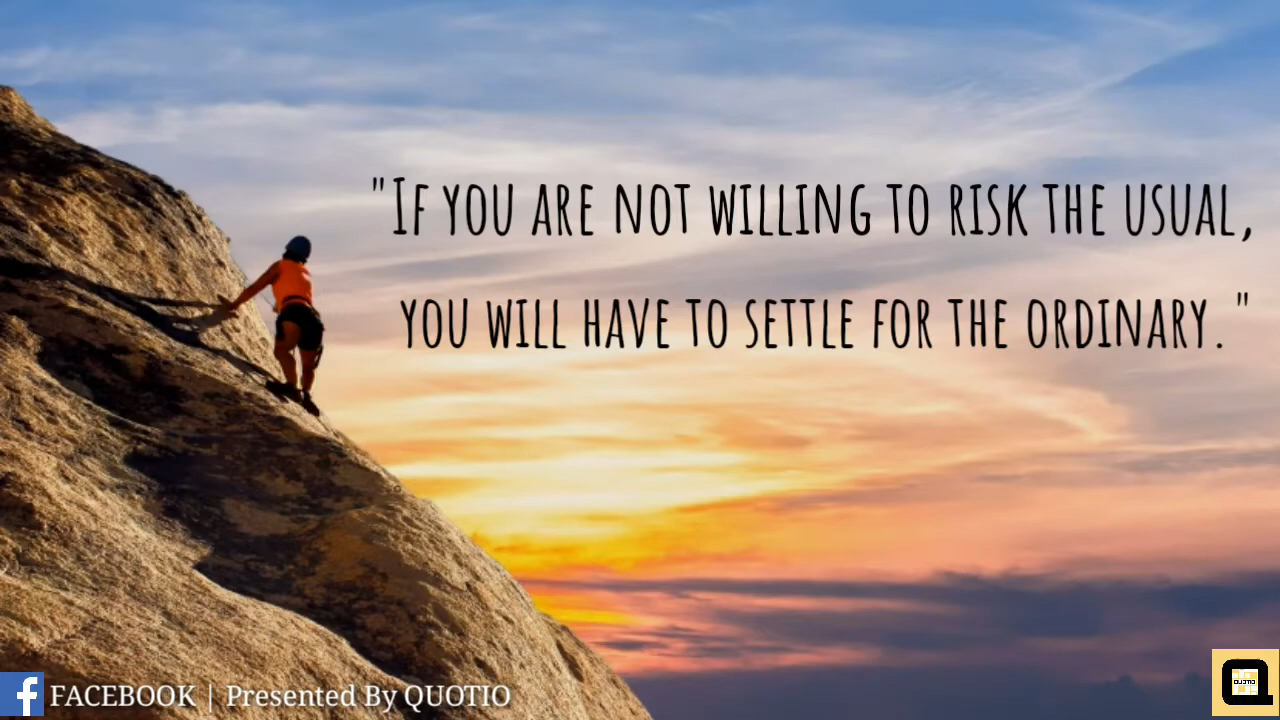 "If you are not willing to risk the usual,
you will have to settle for the ordinary."
f FACEBOOK | Presented By QUOTIO
QUOTIO